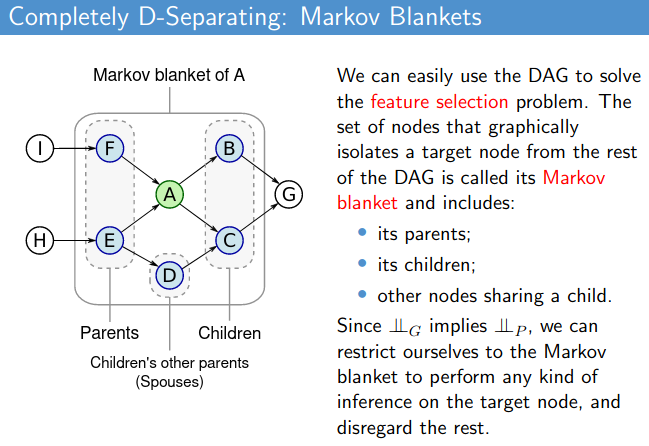 Completely D-Separating: Markov Blankets
Markov blanket of A
I
F
B
A
G
H
E
C
D
Parents
Children
Children's other parents
(Spouses)
We can easily use the DAG to solve
the feature selection problem. The
set of nodes that graphically
isolates a target node from the rest
of the DAG is called its Markov
blanket and includes:
• its parents;
• its children;
• other nodes sharing a child.
Since ⫫G implies ⫫P, we can
restrict ourselves to the Markov
blanket to perform any kind of
inference on the target node, and
disregard the rest.